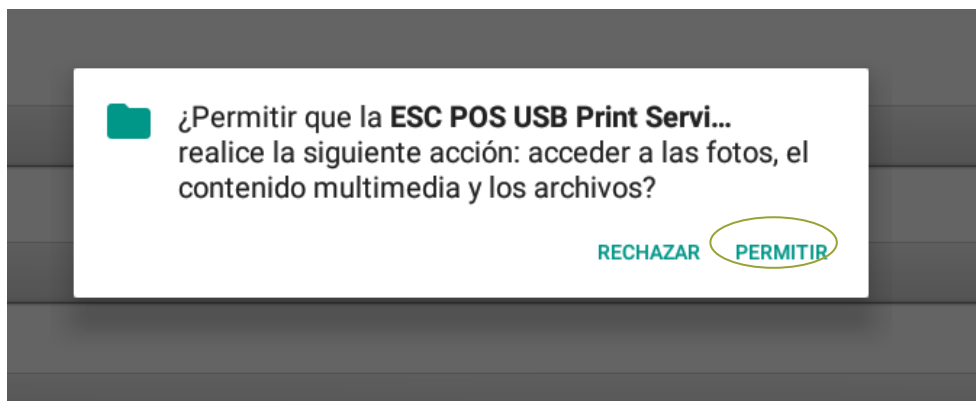 ¿Permitir que la ESC POS USB Print Servi...
realice la siguiente acción: acceder a las fotos, el
contenido multimedia y los archivos?
RECHAZAR PERMITIR